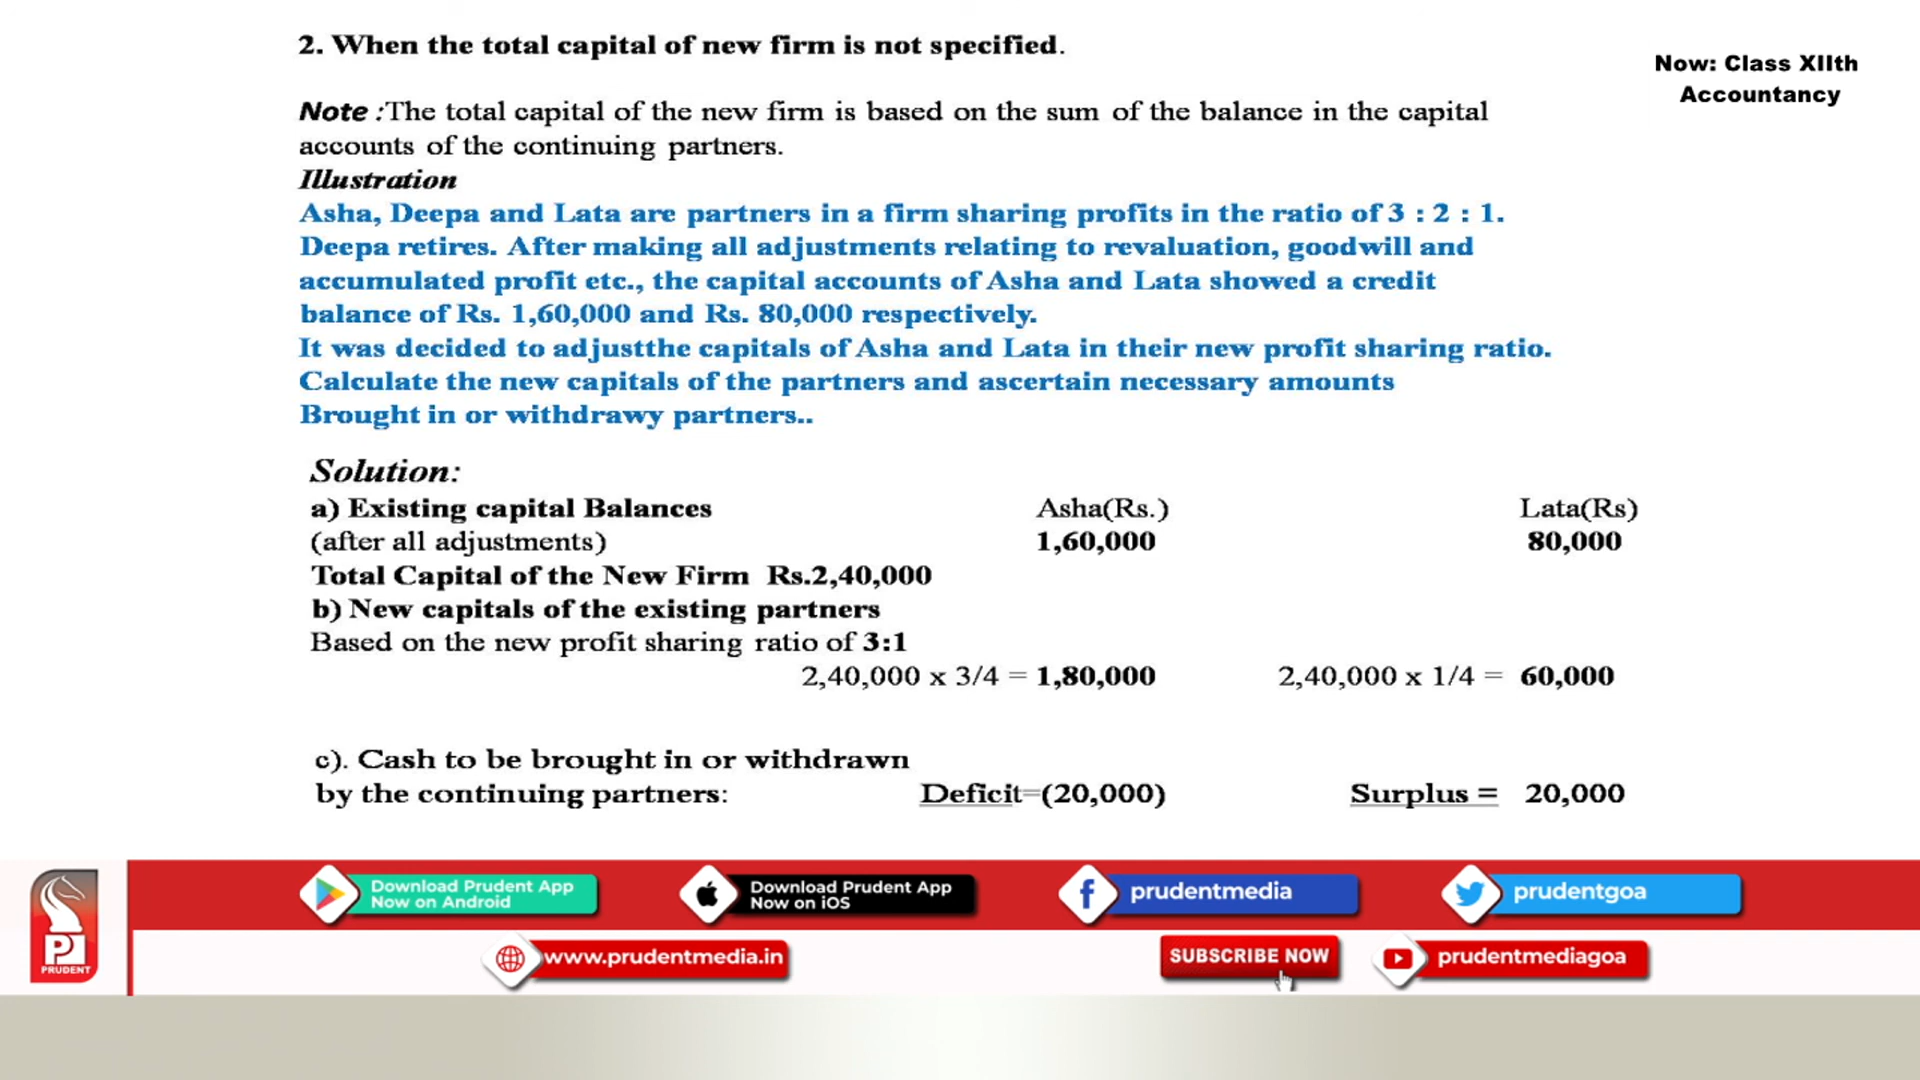 2. When the total capital of new firm is not specified.
Now: Class XIIth
Accountancy
Note :The total capital of the new firm is based on the sum of the balance in the capital
accounts of the continuing partners.
Illustration
Asha, Deepa and Lata are partners in a firm sharing profits in the ratio of 3 : 2 : 1.
Deepa retires. After making all adjustments relating to revaluation, goodwill and
accumulated profit etc., the capital accounts of Asha and Lata showed a credit
balance of Rs. 1,60,000 and Rs. 80,000 respectively.
It was decided to adjustthe capitals of Asha and Lata in their new profit sharing ratio.
Calculate the new capitals of the partners and ascertain necessary amounts
Brought in or withdrawy partners..
Solution:
a) Existing capital Balances Asha(Rs.) Lata(Rs)
(after all adjustments) 1,60,000 80,000
Total Capital of the New Firm Rs.2,40,000
b) New capitals of the existing partners
Based on the new profit sharing ratio of 3:1
2,40,000 x 3/4 = 1,80,000 2,40,000 x 1/4 = 60,000
c). Cash to be brought in or withdrawn
by the continuing partners: Deficit=(20,000) Surplus = 20,000
Download Prudent App
Now on Android
Download Prudent App
Now on iOS
prudentmedia
prudentgoa
PRUDENT
www.prudentmedia.in
SUBSCRIBE NOW
prudentmediagoa